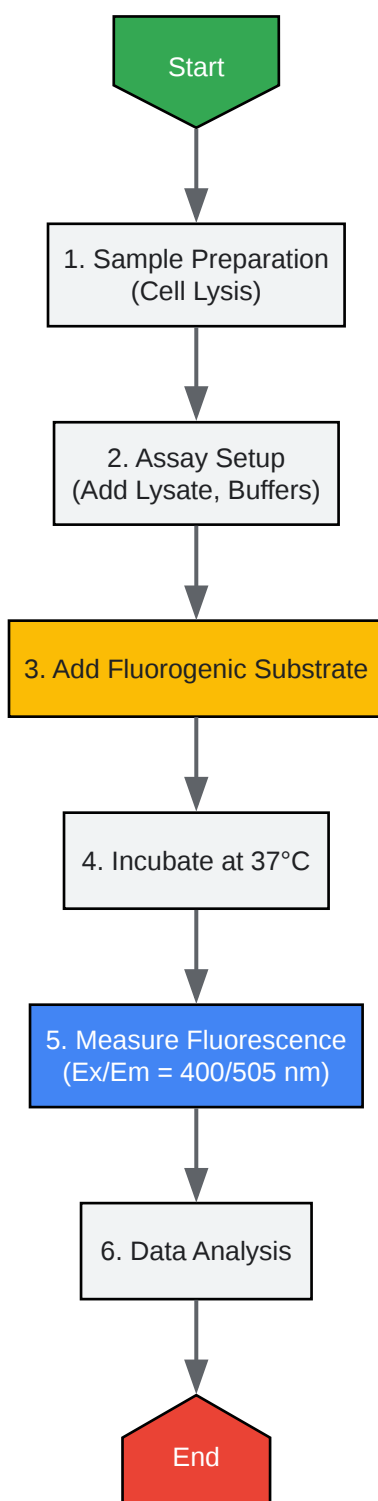 Start
1. Sample Preparation
(Cell Lysis)
2. Assay Setup
(Add Lysate, Buffers)
3. Add Fluorogenic Substrate
4. Incubate at 37°C
5. Measure Fluorescence
(Ex/Em = 400/505 nm)
6. Data Analysis
End